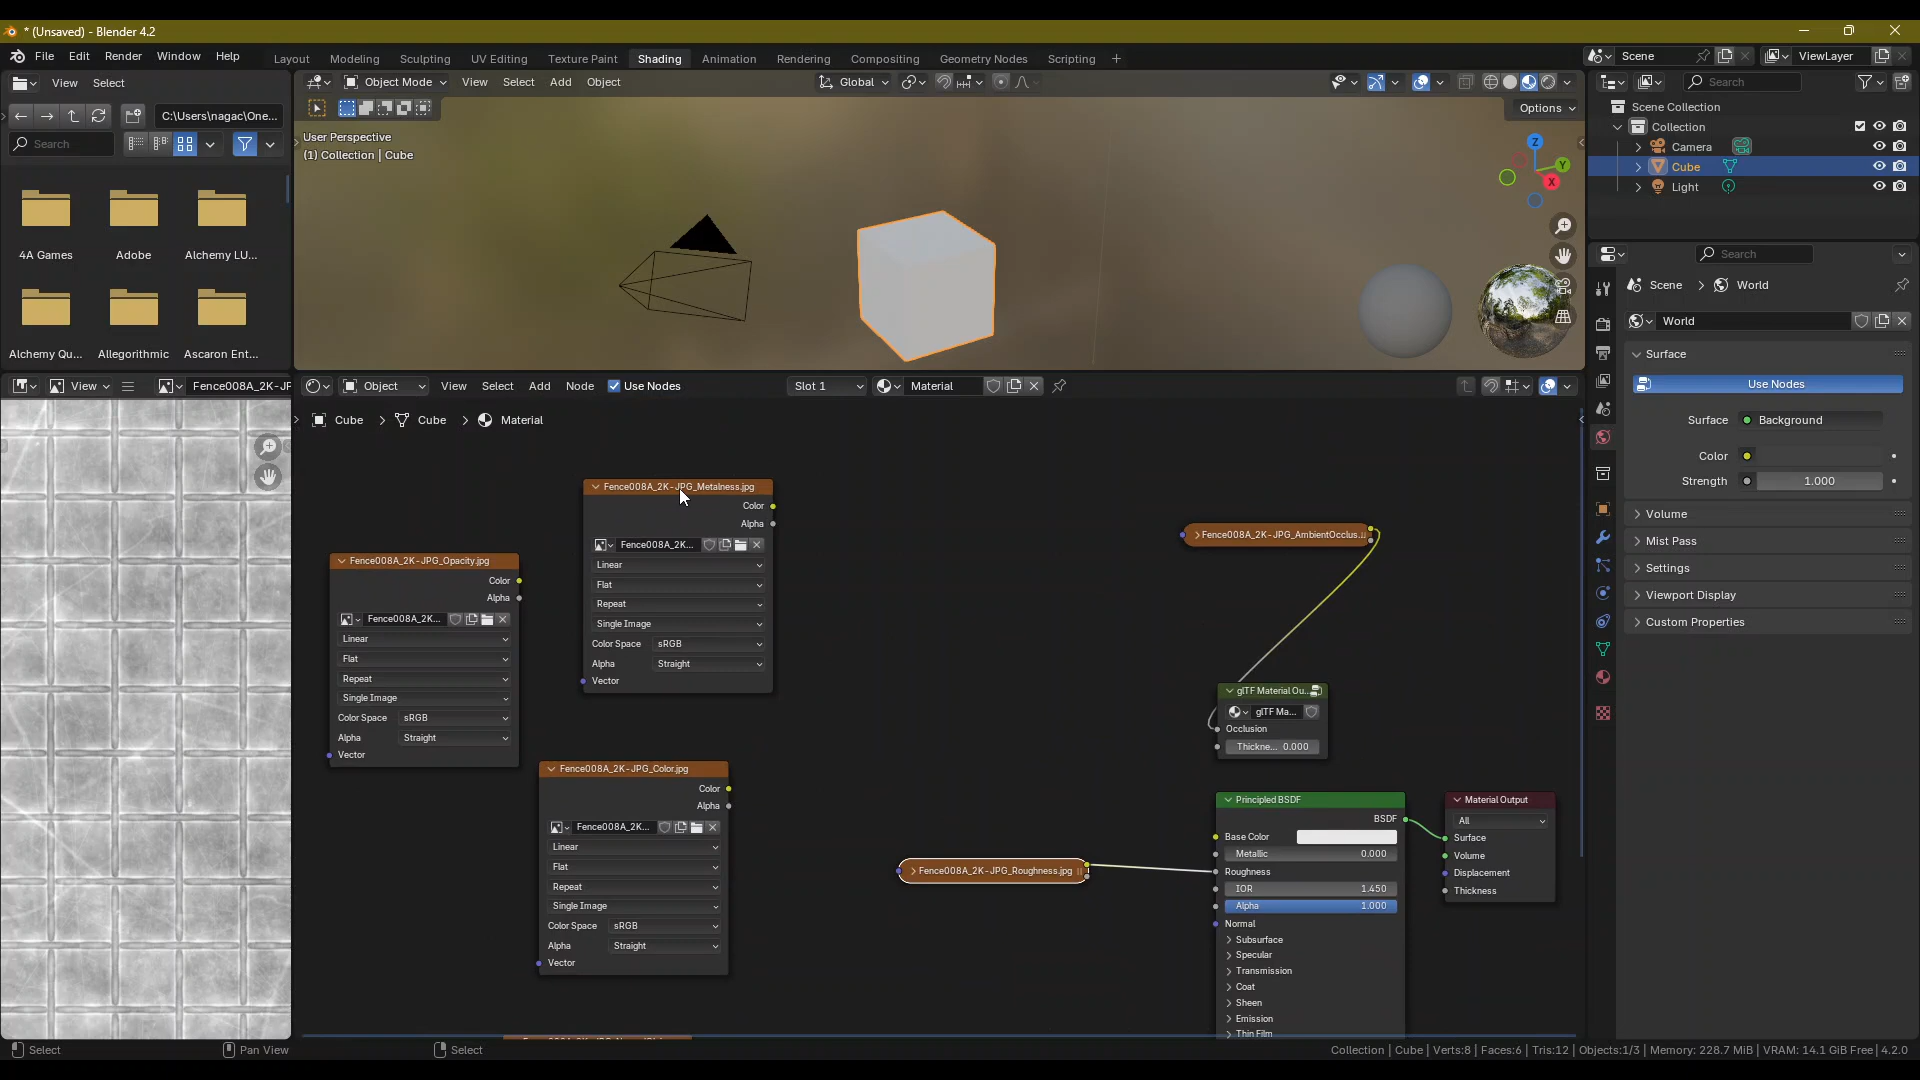 * (Unsaved) - Blender 4.2
File Edit Render Window Help
Layout Modeling Sculpting UV Editing Texture Paint Shading Animation Rendering Compositing Geometry Nodes Scripting +
Scene
ViewLayer
View Select
C:\Users\nagac\One...
Search
4A Games Adobe Alchemy LU...
Alchemy Qu... Allegorithmic Ascaron Ent...
Object Mode View Select Add Object
Global
Options
User Perspective
(1) Collection | Cube
Z
Y
X
Search
Scene Collection
Collection
Camera
Cube
Light
Search
Scene > World
World
Surface
Use Nodes
Surface Background
Color
Strength 1.000
Volume
Mist Pass
Settings
Viewport Display
Custom Properties
View
Fence008A_2K-JF
Object View Select Add Node Use Nodes
Slot 1
Material
Cube > Cube > Material
Fence008A_2K-JPG_Metalness.jpg
Color
Alpha
Fence008A_2K...
Linear
Flat
Repeat
Single Image
Color Space sRGB
Alpha Straight
Vector
Fence008A_2K-JPG_Opacity.jpg
Color
Alpha
Fence008A_2K...
Linear
Flat
Repeat
Single Image
Color Space sRGB
Alpha Straight
Vector
Fence008A_2K-JPG_Color.jpg
Color
Alpha
Fence008A_2K...
Linear
Flat
Repeat
Single Image
Color Space sRGB
Alpha Straight
Vector
Fence008A_2K-JPG_AmbientOcclus...
glTF Material Ou...
glTF Ma...
Occlusion
Thickne... 0.000
Fence008A_2K-JPG_Roughness.jpg
Principled BSDF
BSDF
Base Color
Metallic 0.000
Roughness
IOR 1.450
Alpha 1.000
Normal
Subsurface
Specular
Transmission
Coat
Sheen
Emission
Thin Film
Material Output
All
Surface
Volume
Displacement
Thickness
Select
Pan View
Select
Collection | Cube | Verts:8 | Faces:6 | Tris:12 | Objects:1/3 | Memory: 228.7 MiB | VRAM: 14.1 GiB Free | 4.2.0